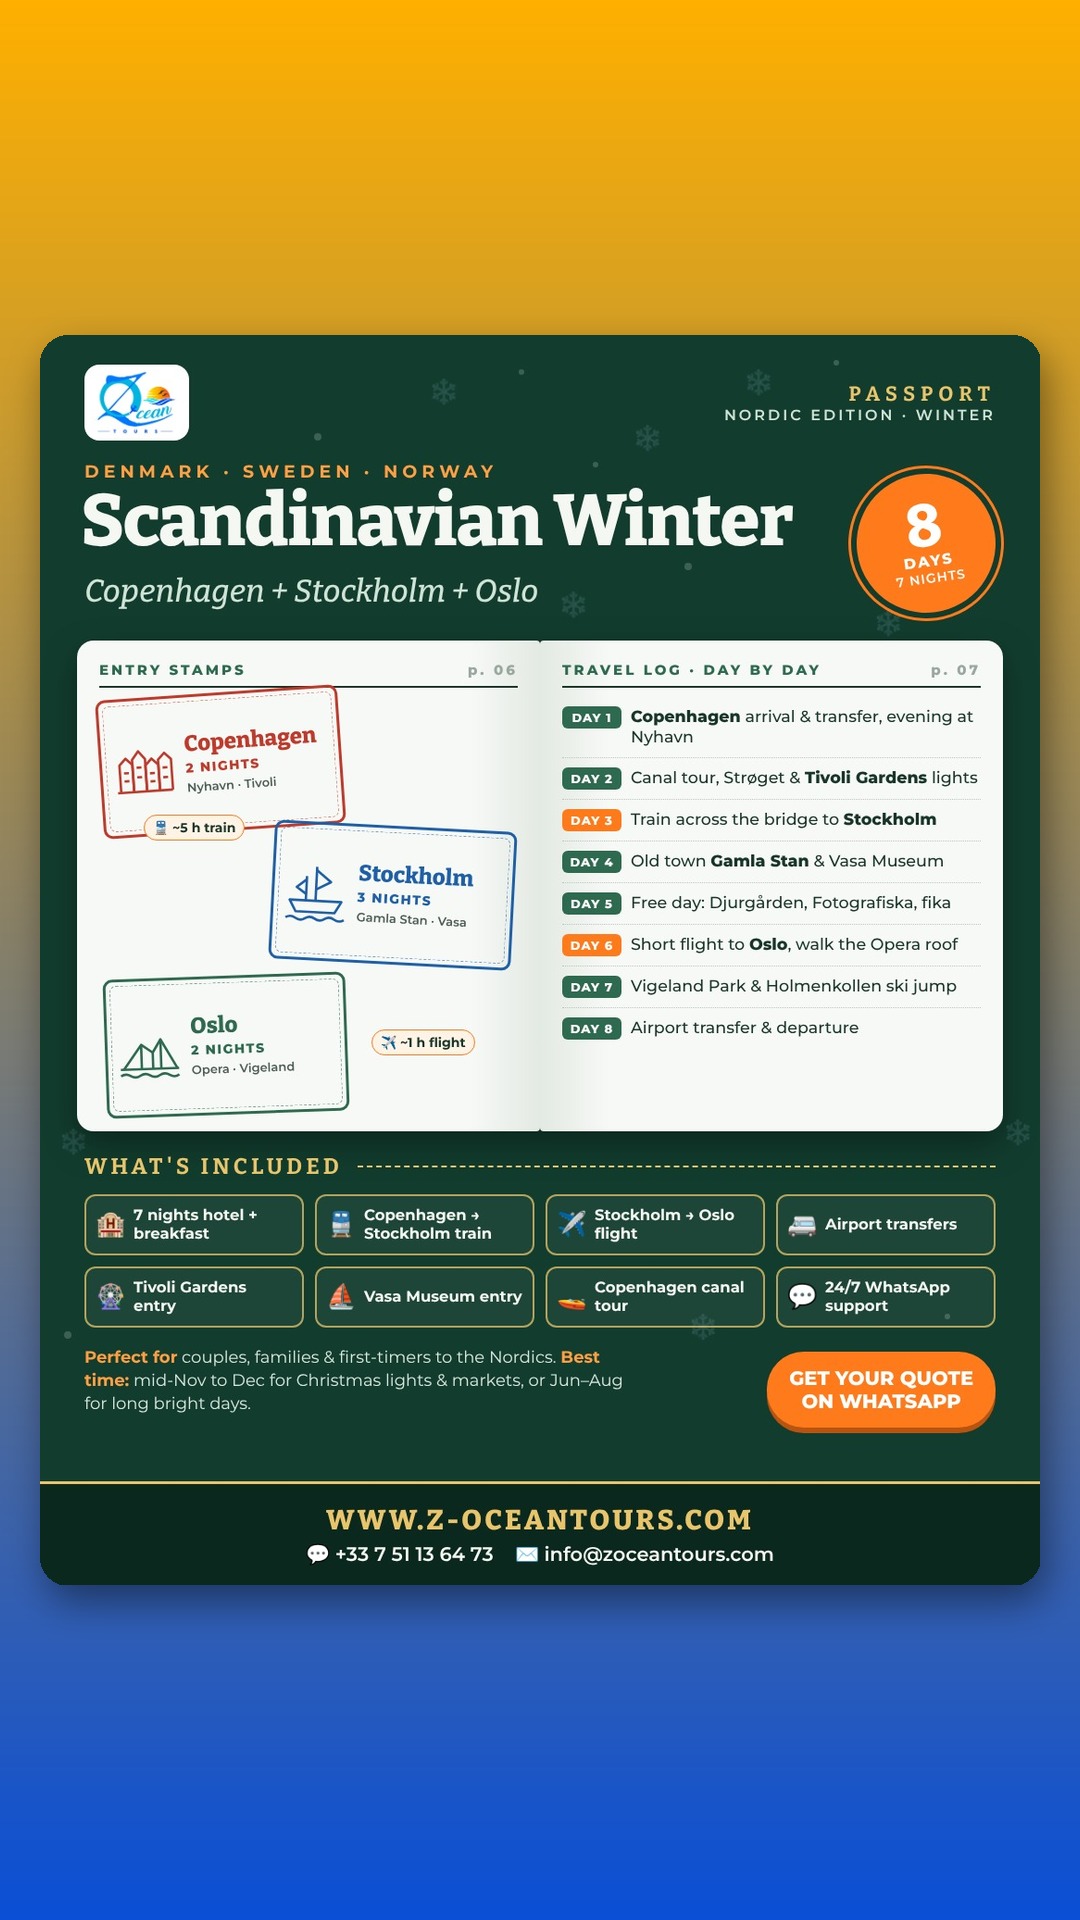 Ocean
TOURS
PASSPORT
NORDIC EDITION · WINTER
DENMARK · SWEDEN · NORWAY
Scandinavian Winter
Copenhagen + Stockholm + Oslo
8
DAYS
7 NIGHTS
ENTRY STAMPS p. 06
Copenhagen
2 NIGHTS
Nyhavn · Tivoli
~5 h train
Stockholm
3 NIGHTS
Gamla Stan · Vasa
Oslo
2 NIGHTS
Opera · Vigeland
~1 h flight
TRAVEL LOG · DAY BY DAY p. 07
DAY 1 Copenhagen arrival & transfer, evening at
Nyhavn
DAY 2 Canal tour, Strøget & Tivoli Gardens lights
DAY 3 Train across the bridge to Stockholm
DAY 4 Old town Gamla Stan & Vasa Museum
DAY 5 Free day: Djurgården, Fotografiska, fika
DAY 6 Short flight to Oslo, walk the Opera roof
DAY 7 Vigeland Park & Holmenkollen ski jump
DAY 8 Airport transfer & departure
WHAT'S INCLUDED
7 nights hotel +
breakfast
Copenhagen →
Stockholm train
Stockholm → Oslo
flight
Airport transfers
Tivoli Gardens
entry
Vasa Museum entry
Copenhagen canal
tour
24/7 WhatsApp
support
Perfect for couples, families & first-timers to the Nordics. Best
time: mid-Nov to Dec for Christmas lights & markets, or Jun–Aug
for long bright days.
GET YOUR QUOTE
ON WHATSAPP
WWW.Z-OCEANTOURS.COM
+33 7 51 13 64 73 info@zoceantours.com